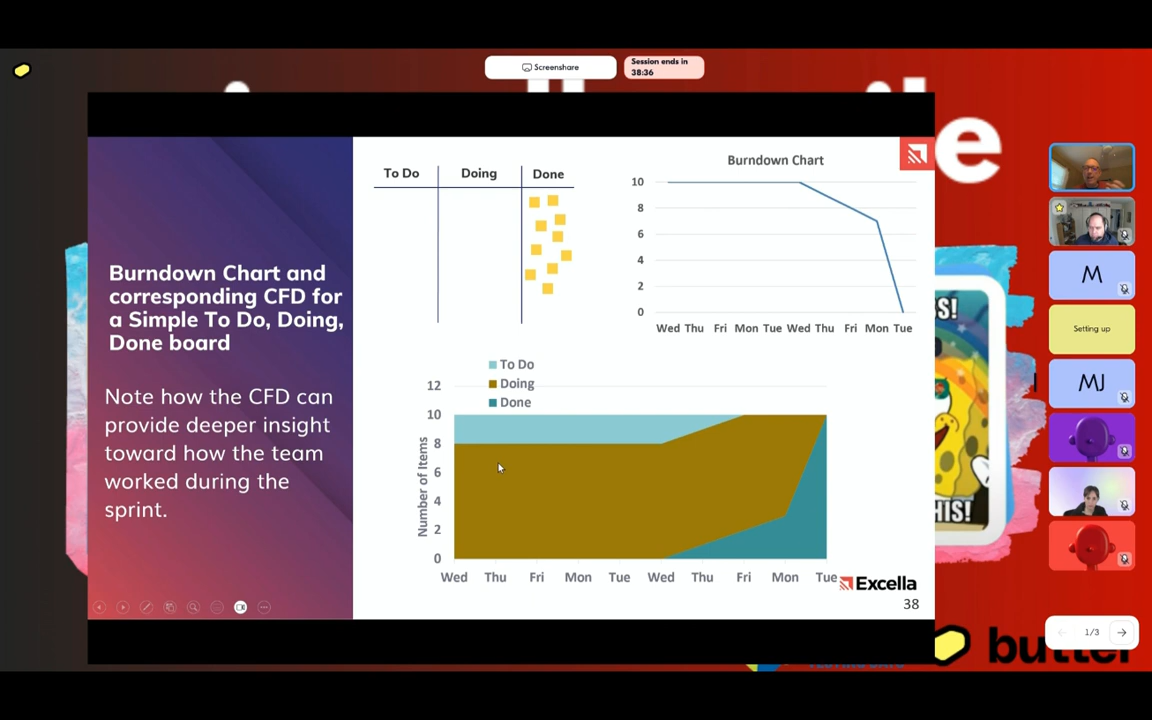 Screenshare
Session ends in
38:36
e
To Do
Doing
Done
Burndown Chart
10
8
6
4
2
0
Wed Thu Fri Mon Tue Wed Thu Fri Mon Tue
Burndown Chart and
corresponding CFD for
a Simple To Do, Doing,
Done board
Note how the CFD can
provide deeper insight
toward how the team
worked during the
sprint.
To Do
Doing
Done
Number of Items
12
10
8
6
4
2
0
Wed Thu Fri Mon Tue Wed Thu Fri Mon Tue
Excella
38
M
Setting up
MJ
S!
HIS!
1/3
butter